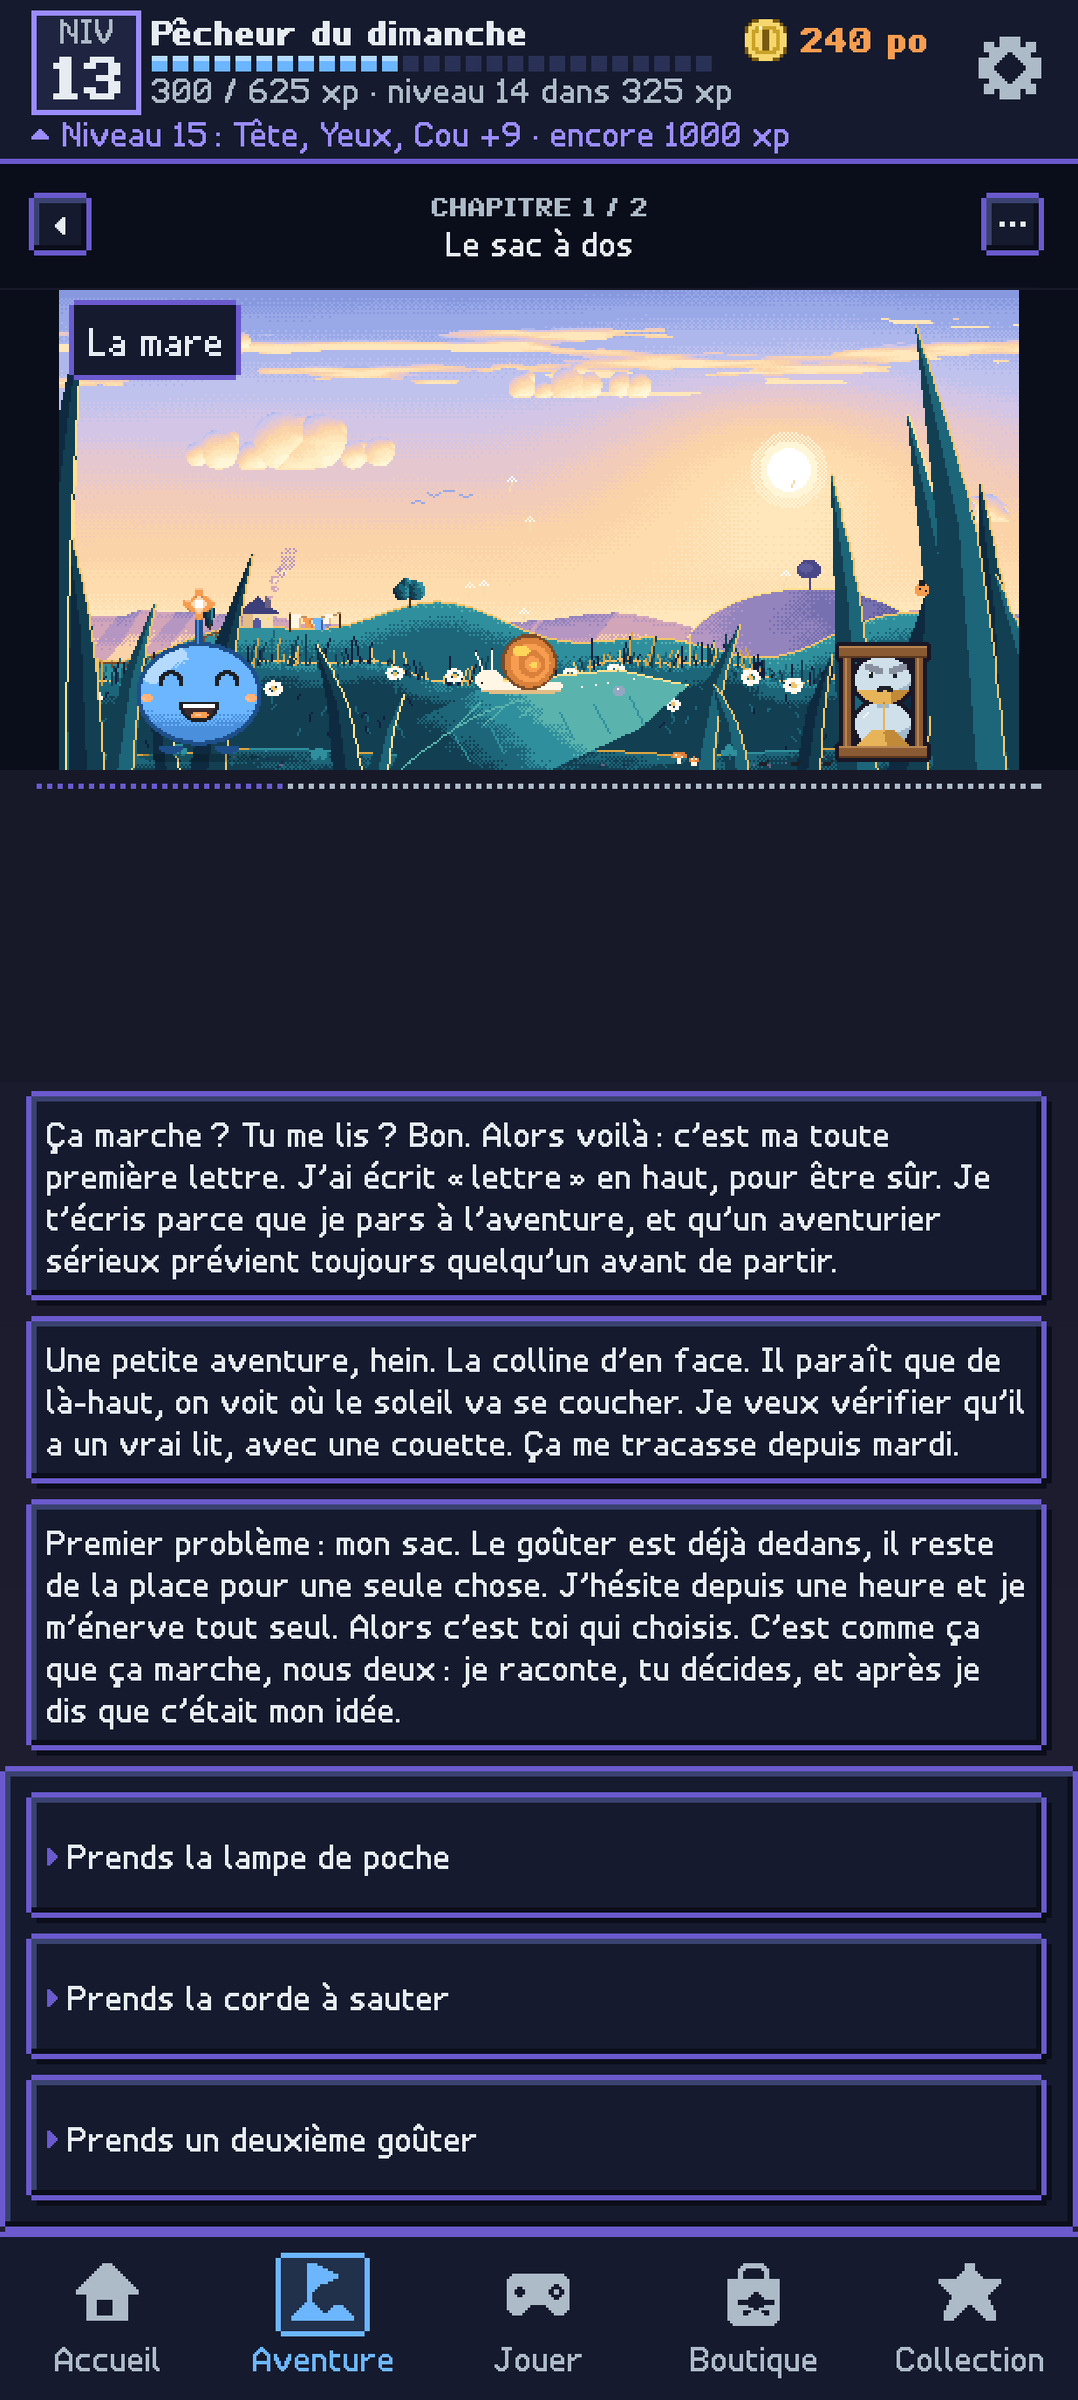 NIV
13
Pêcheur du dimanche
240 po
300 / 625 xp · niveau 14 dans 325 xp
Niveau 15 : Tête, Yeux, Cou +9 · encore 1000 xp
CHAPITRE 1 / 2
Le sac à dos
La mare
Ça marche ? Tu me lis ? Bon. Alors voilà : c’est ma toute
première lettre. J’ai écrit « lettre » en haut, pour être sûr. Je
t’écris parce que je pars à l’aventure, et qu’un aventurier
sérieux prévient toujours quelqu’un avant de partir.
Une petite aventure, hein. La colline d’en face. Il paraît que de
là-haut, on voit où le soleil va se coucher. Je veux vérifier qu’il
a un vrai lit, avec une couette. Ça me tracasse depuis mardi.
Premier problème : mon sac. Le goûter est déjà dedans, il reste
de la place pour une seule chose. J’hésite depuis une heure et je
m’énerve tout seul. Alors c’est toi qui choisis. C’est comme ça
que ça marche, nous deux : je raconte, tu décides, et après je
dis que c’était mon idée.
Prends la lampe de poche
Prends la corde à sauter
Prends un deuxième goûter
Accueil
Aventure
Jouer
Boutique
Collection